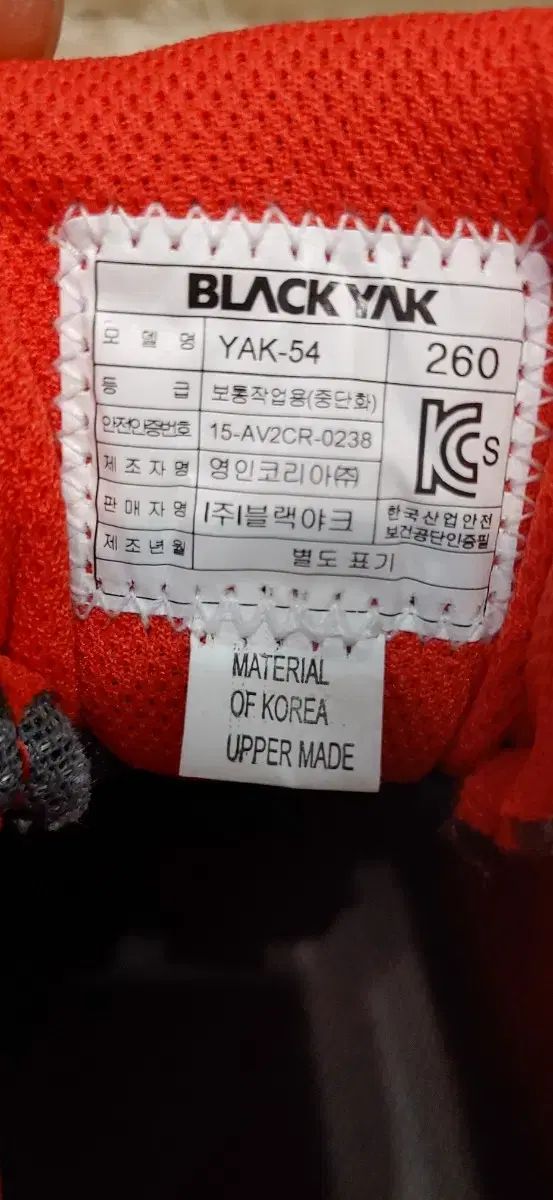 BLACK YAK
모델명 YAK-54 260
등급 보통작업용(중단화)
안전인증번호 15-AV2CR-0238
KCs
제조자명 영인코리아㈜
판매자명 (주)블랙야크
한국산업안전
보건공단인증필
제조년월 별도 표기
MATERIAL
OF KOREA
UPPER MADE